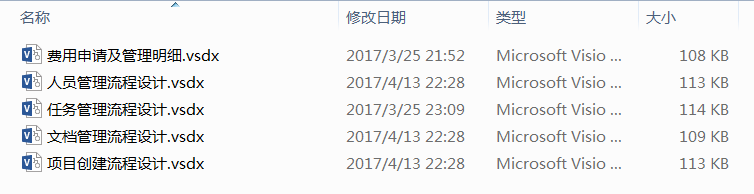 名称 修改日期 类型 大小
费用申请及管理明细.vsdx 2017/3/25 21:52 Microsoft Visio ... 108 KB
人员管理流程设计.vsdx 2017/4/13 22:28 Microsoft Visio ... 113 KB
任务管理流程设计.vsdx 2017/3/25 23:09 Microsoft Visio ... 114 KB
文档管理流程设计.vsdx 2017/4/13 22:28 Microsoft Visio ... 109 KB
项目创建流程设计.vsdx 2017/4/13 22:28 Microsoft Visio ... 113 KB